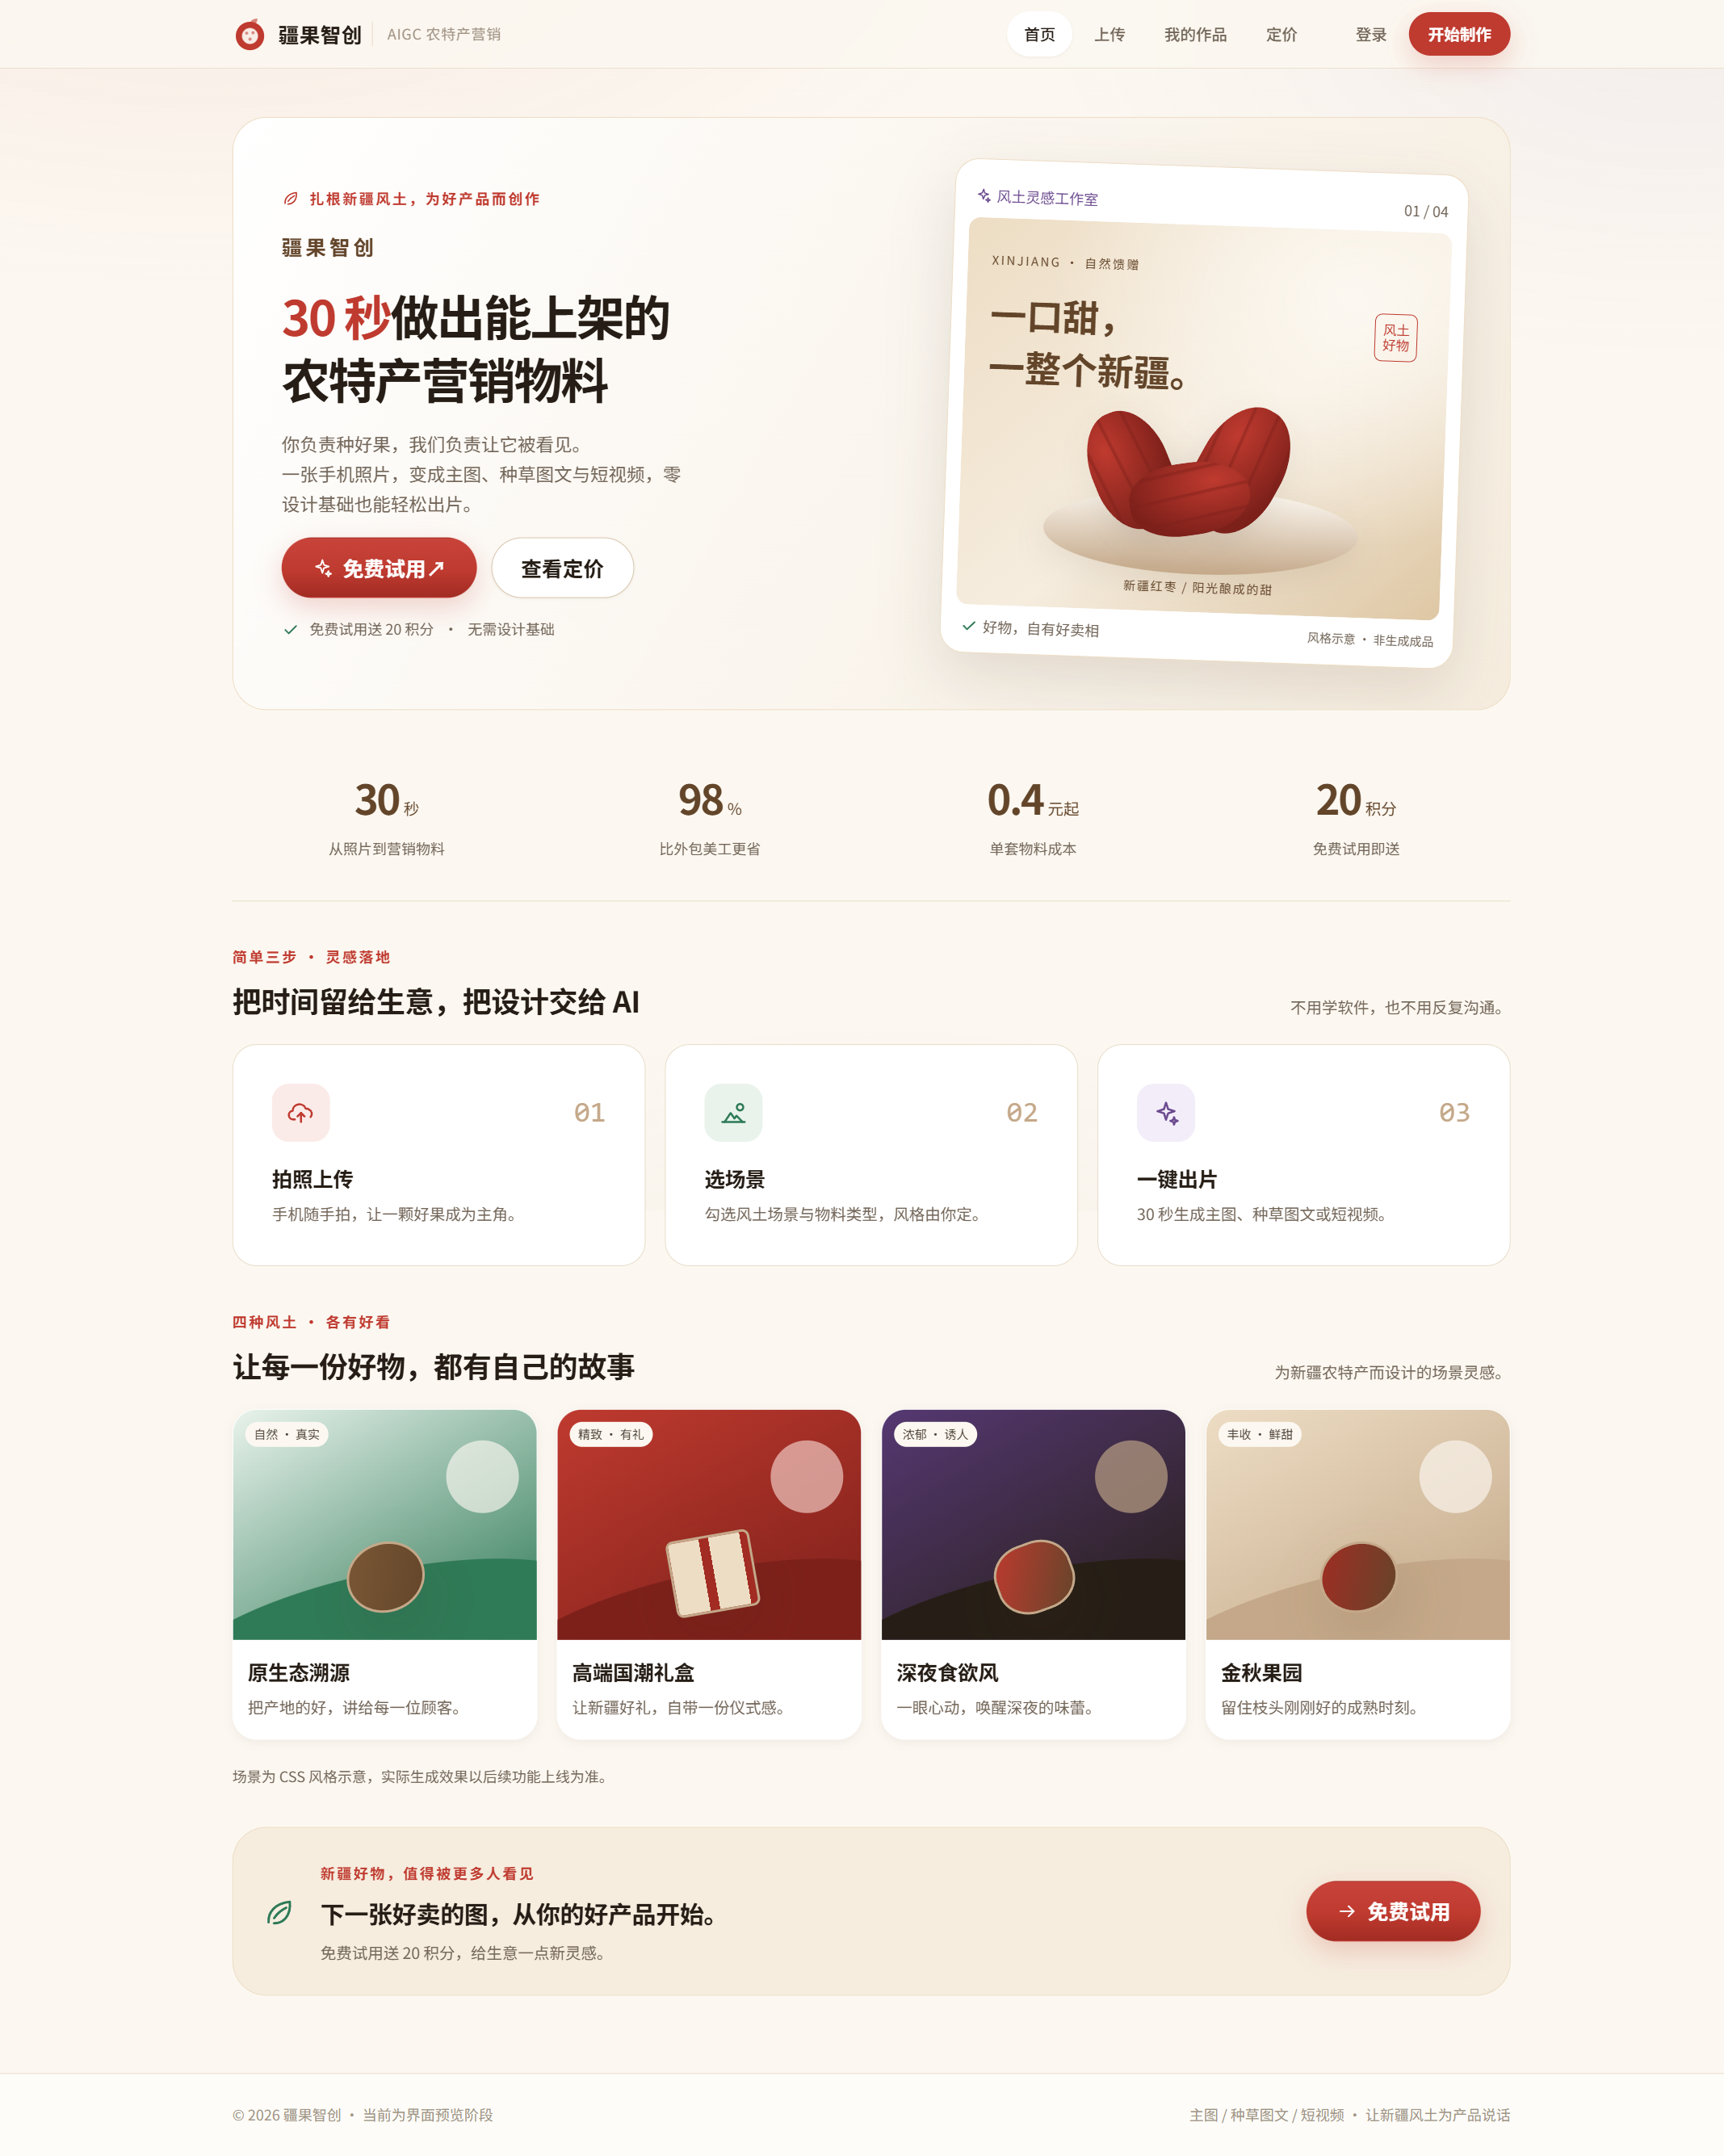 疆果智创 AIGC 农特产营销 首页 上传 我的作品 定价 登录 开始制作
扎根新疆风土，为好产品而创作
疆果智创
30 秒做出能上架的
农特产营销物料
你负责种好果，我们负责让它被看见。
一张手机照片，变成主图、种草图文与短视频，零
设计基础也能轻松出片。
免费试用↗ 查看定价
免费试用送 20 积分 · 无需设计基础
风土灵感工作室 01 / 04
XINJIANG · 自然馈赠
一口甜，
一整个新疆。
风土
好物
新疆红枣 / 阳光酿成的甜
好物，自有好卖相 风格示意 · 非生成成品
30 秒 98 % 0.4 元起 20 积分
从照片到营销物料 比外包美工更省 单套物料成本 免费试用即送
简单三步 · 灵感落地
把时间留给生意，把设计交给 AI 不用学软件，也不用反复沟通。
01 02 03
拍照上传 选场景 一键出片
手机随手拍，让一颗好果成为主角。 勾选风土场景与物料类型，风格由你定。 30 秒生成主图、种草图文或短视频。
四种风土 · 各有好看
让每一份好物，都有自己的故事 为新疆农特产而设计的场景灵感。
自然 · 真实 精致 · 有礼 浓郁 · 诱人 丰收 · 鲜甜
原生态溯源 高端国潮礼盒 深夜食欲风 金秋果园
把产地的好，讲给每一位顾客。 让新疆好礼，自带一份仪式感。 一眼心动，唤醒深夜的味蕾。 留住枝头刚刚好的成熟时刻。
场景为 CSS 风格示意，实际生成效果以后续功能上线为准。
新疆好物，值得被更多人看见
下一张好卖的图，从你的好产品开始。
免费试用送 20 积分，给生意一点新灵感。
→ 免费试用
© 2026 疆果智创 · 当前为界面预览阶段 主图 / 种草图文 / 短视频 · 让新疆风土为产品说话